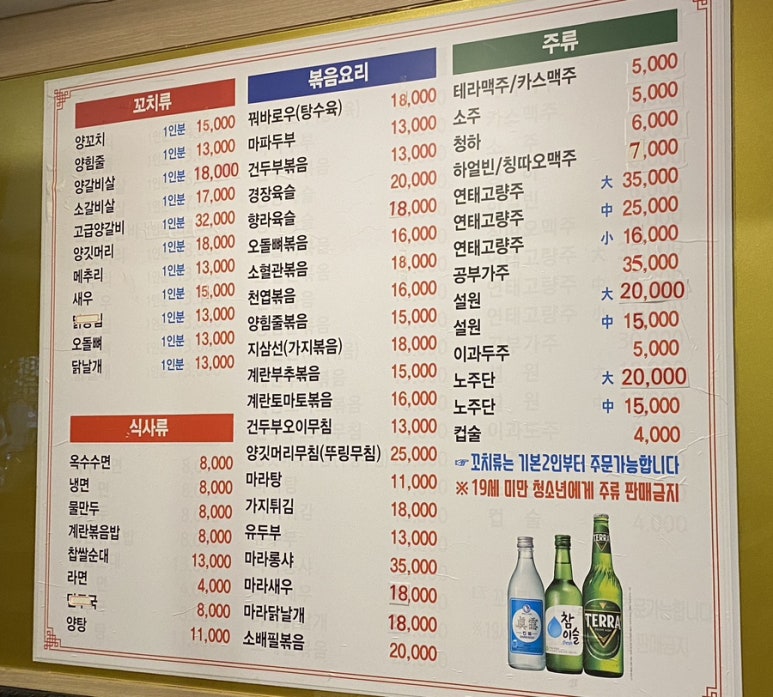 꼬치류
양꼬치 1인분 15,000
양힘줄 1인분 13,000
양갈비살 1인분 18,000
소갈비살 1인분 17,000
고급양갈비 1인분 32,000
양깃머리 1인분 18,000
메추리 1인분 13,000
새우 1인분 15,000
1인분 13,000
오돌뼈 1인분 13,000
닭날개 1인분 13,000
식사류
옥수수면 8,000
냉면 8,000
물만두 8,000
계란볶음밥 8,000
찹쌀순대 13,000
라면 4,000
8,000
양탕 11,000
볶음요리
꿔바로우(탕수육) 18,000
마파두부 13,000
건두부볶음 13,000
경장육슬 20,000
향라육슬 18,000
오돌뼈볶음 16,000
소혈관볶음 18,000
천엽볶음 16,000
양힘줄볶음 15,000
지삼선(가지볶음) 18,000
계란부추볶음 15,000
계란토마토볶음 16,000
건두부오이무침 13,000
양깃머리무침(뚜링무침) 25,000
마라탕 11,000
가지튀김 18,000
유두부 13,000
마라롱샤 35,000
마라새우 18,000
마라닭날개 18,000
소배필볶음 20,000
주류
테라맥주/카스맥주 5,000
소주 5,000
청하 6,000
하얼빈/칭따오맥주 7,000
연태고량주 大 35,000
연태고량주 中 25,000
연태고량주 小 16,000
공부가주 35,000
설원 大 20,000
설원 中 15,000
이과두주 5,000
노주단 大 20,000
노주단 中 15,000
컵술 4,000
☞ 꼬치류는 기본2인부터 주문가능합니다
※ 19세 미만 청소년에게 주류 판매금지
참이슬
TERRA
TERRA